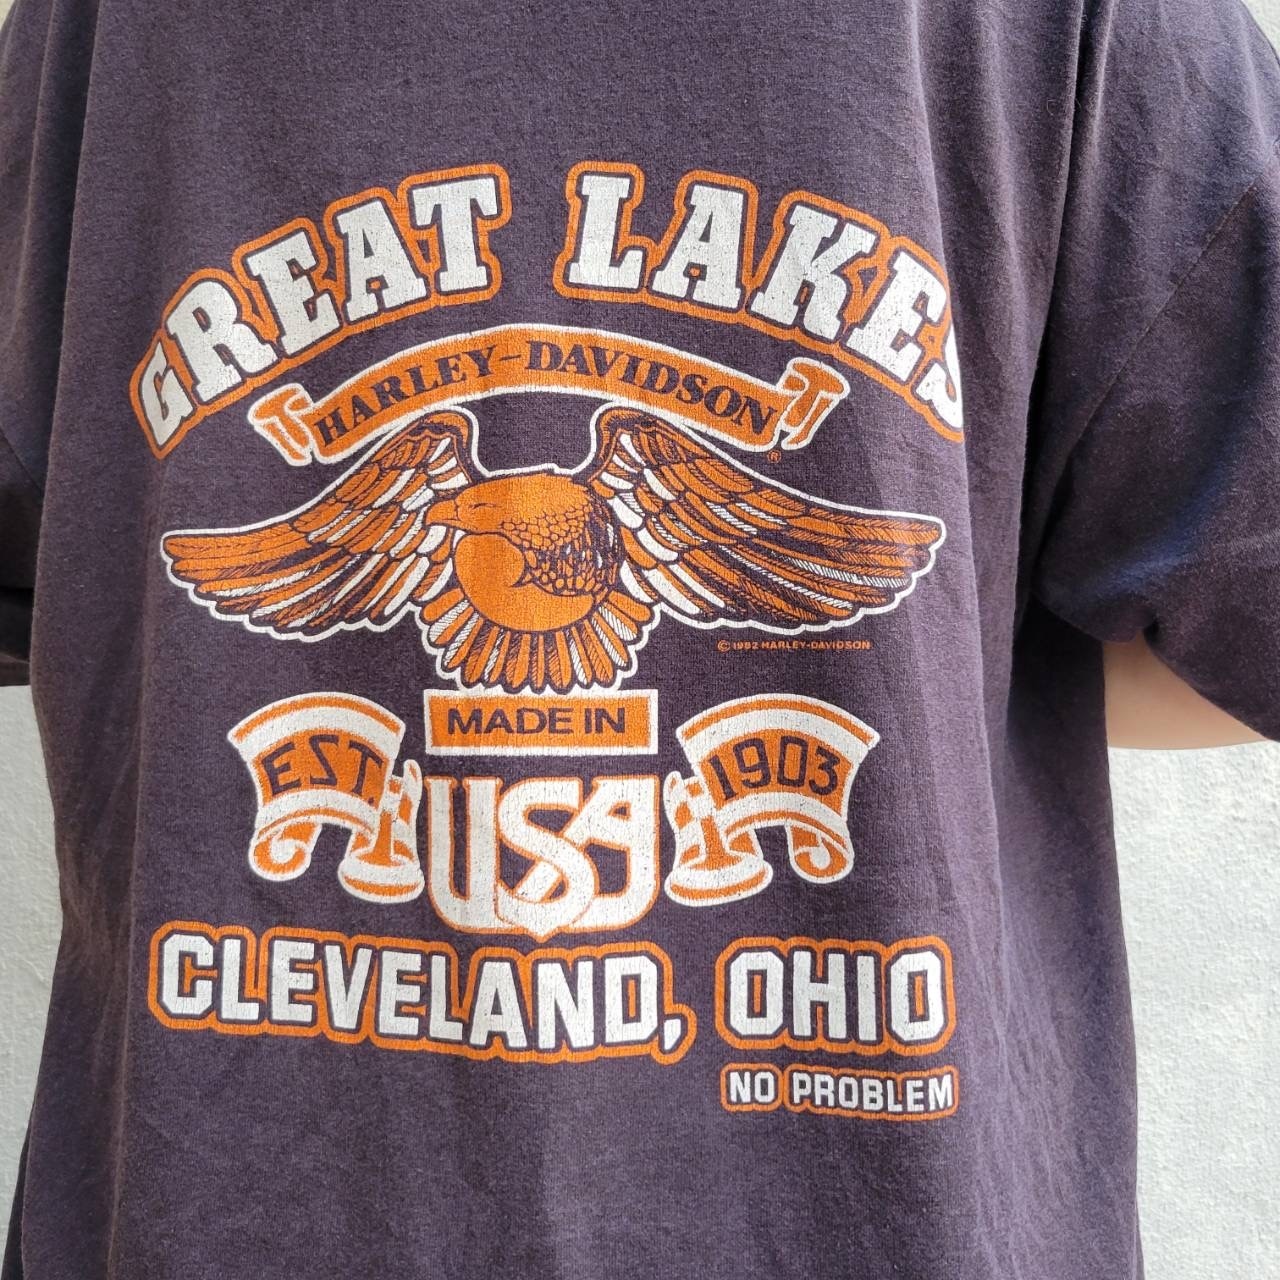 GREAT LAKES
HARLEY-DAVIDSON
®
© 1992 HARLEY-DAVIDSON
MADE IN
EST. 1903
USA
CLEVELAND, OHIO
NO PROBLEM